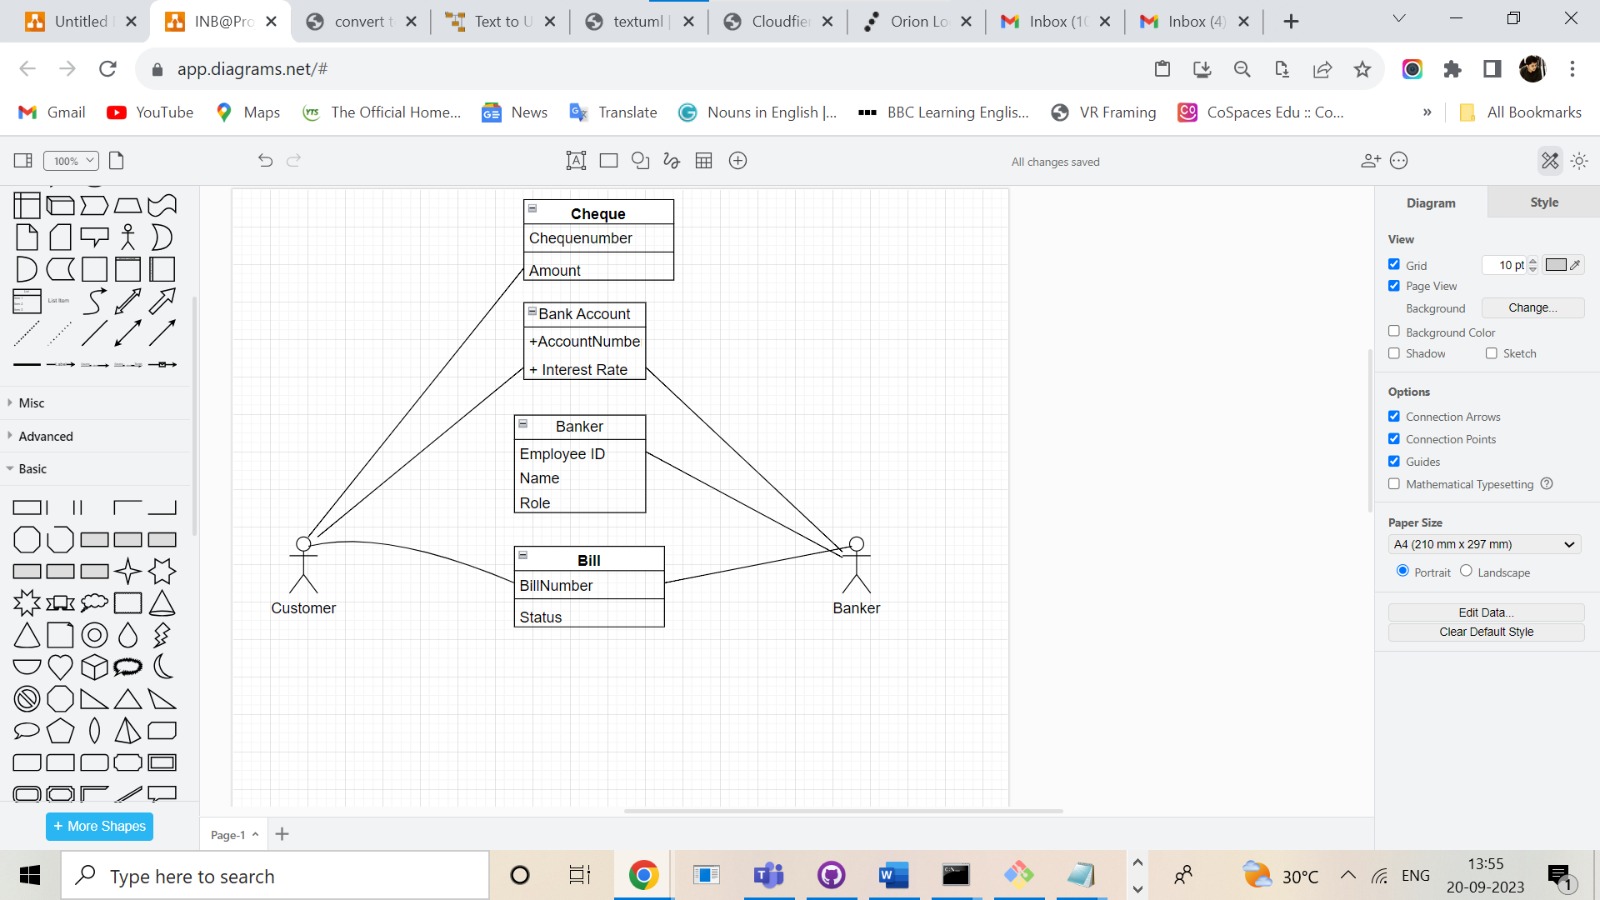 Untitled
INB@Pro
convert t
Text to U
textuml
Cloudfle
Orion Lo
Inbox (10
Inbox (4)
app.diagrams.net/#
Gmail
YouTube
Maps
The Official Home...
News
Translate
Nouns in English |...
BBC Learning Englis...
VR Framing
CoSpaces Edu :: Co...
»
All Bookmarks
100%
All changes saved
Cheque
Chequenumber
Amount
Bank Account
+AccountNumbe
+ Interest Rate
Banker
Employee ID
Name
Role
Bill
BillNumber
Status
Customer
Banker
List Item
Misc
Advanced
Basic
+ More Shapes
Page-1
Diagram
Style
View
Grid
10 pt
Page View
Background
Change...
Background Color
Shadow
Sketch
Options
Connection Arrows
Connection Points
Guides
Mathematical Typesetting
Paper Size
A4 (210 mm x 297 mm)
Portrait
Landscape
Edit Data...
Clear Default Style
Type here to search
30°C
ENG
13:55
20-09-2023
1